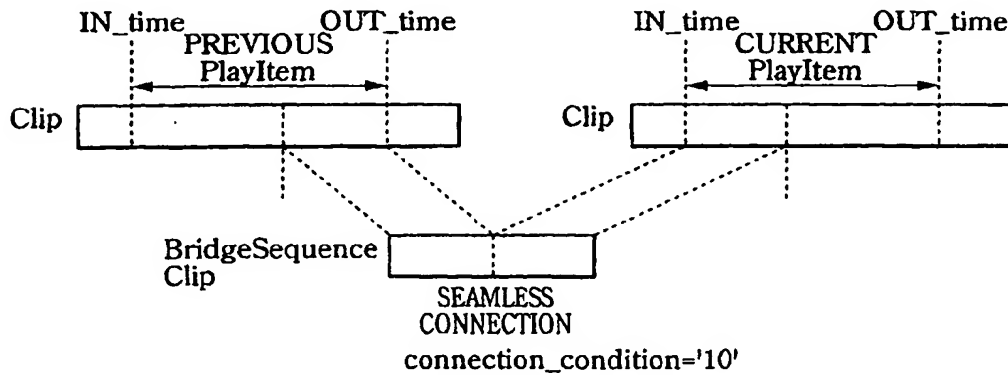 IN_time
OUT_time
PREVIOUS
PlayItem
Clip
IN_time
OUT_time
CURRENT
PlayItem
Clip
BridgeSequence
Clip
SEAMLESS
CONNECTION
connection_condition='10'